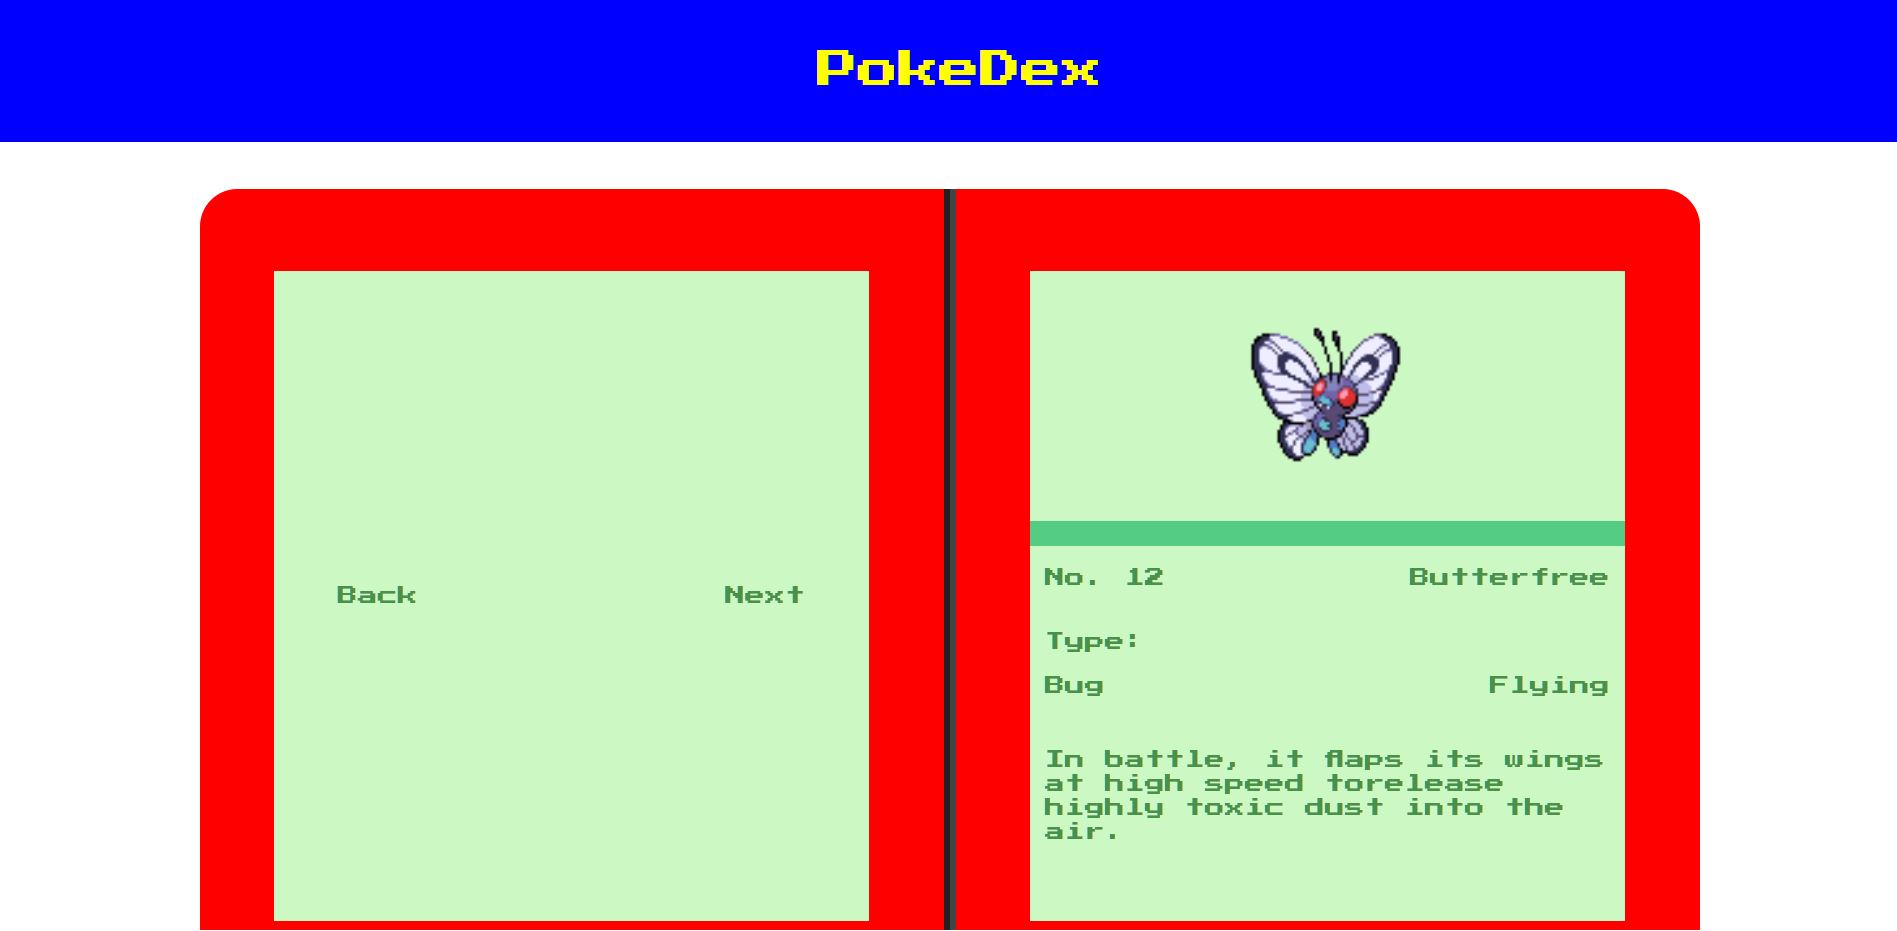 PokeDex
Back
Next
No. 12
Butterfree
Type:
Bug
Flying
In battle, it flaps its wings
at high speed torelease
highly toxic dust into the
air.